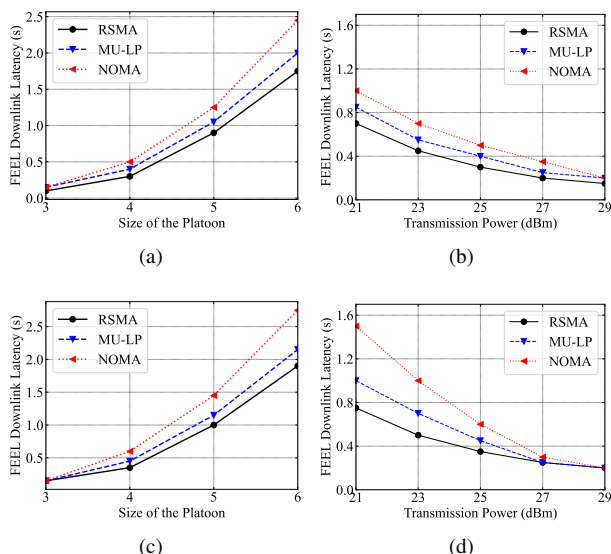 FEEL Downlink Latency (s)
2.5
2.0
1.5
1.0
0.5
0.0
RSMA
MU-LP
NOMA
3 4 5 6
Size of the Platoon
(a)
FEEL Downlink Latency (s)
1.6
1.2
0.8
0.4
0.0
RSMA
MU-LP
NOMA
21 23 25 27 29
Transmission Power (dBm)
(b)
FEEL Downlink Latency (s)
2.5
2.0
1.5
1.0
0.5
RSMA
MU-LP
NOMA
3 4 5 6
Size of the Platoon
(c)
FEEL Downlink Latency (s)
1.6
1.2
0.8
0.4
0.0
RSMA
MU-LP
NOMA
21 23 25 27 29
Transmission Power (dBm)
(d)